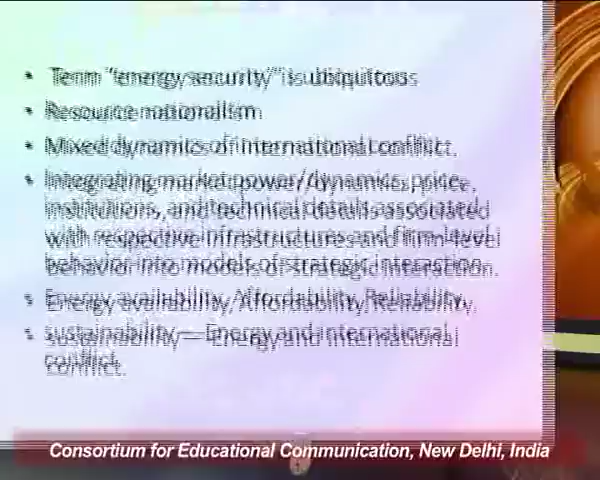 • Term "energy security" is ubiquitous
• Resource nationalism
• Mixed dynamics of international conflict.
• Integrating market power/dynamics, price,
institutions, and technical details associated
with respective infrastructures and firm-level
behavior into models of strategic interaction.
• Energy availability, Affordability, Reliability,
• sustainability—Energy and international
conflict.
Consortium for Educational Communication, New Delhi, India